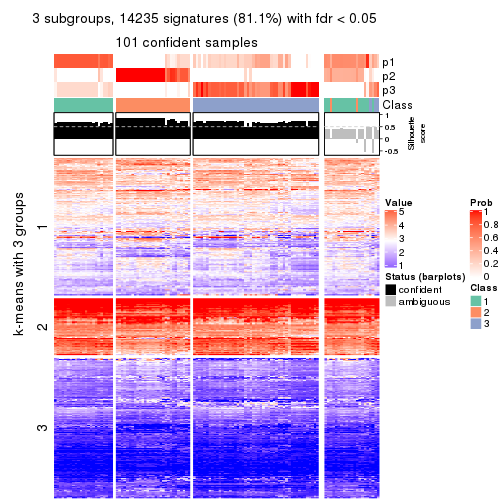 3 subgroups, 14235 signatures (81.1%) with fdr < 0.05
101 confident samples
p1
p2
p3
Class
1
0.5
0
-0.5
Silhouette
score
k-means with 3 groups
1
2
3
Value
5
4
3
2
1
Status (barplots)
confident
ambiguous
Prob
1
0.8
0.6
0.4
0.2
0
Class
1
2
3